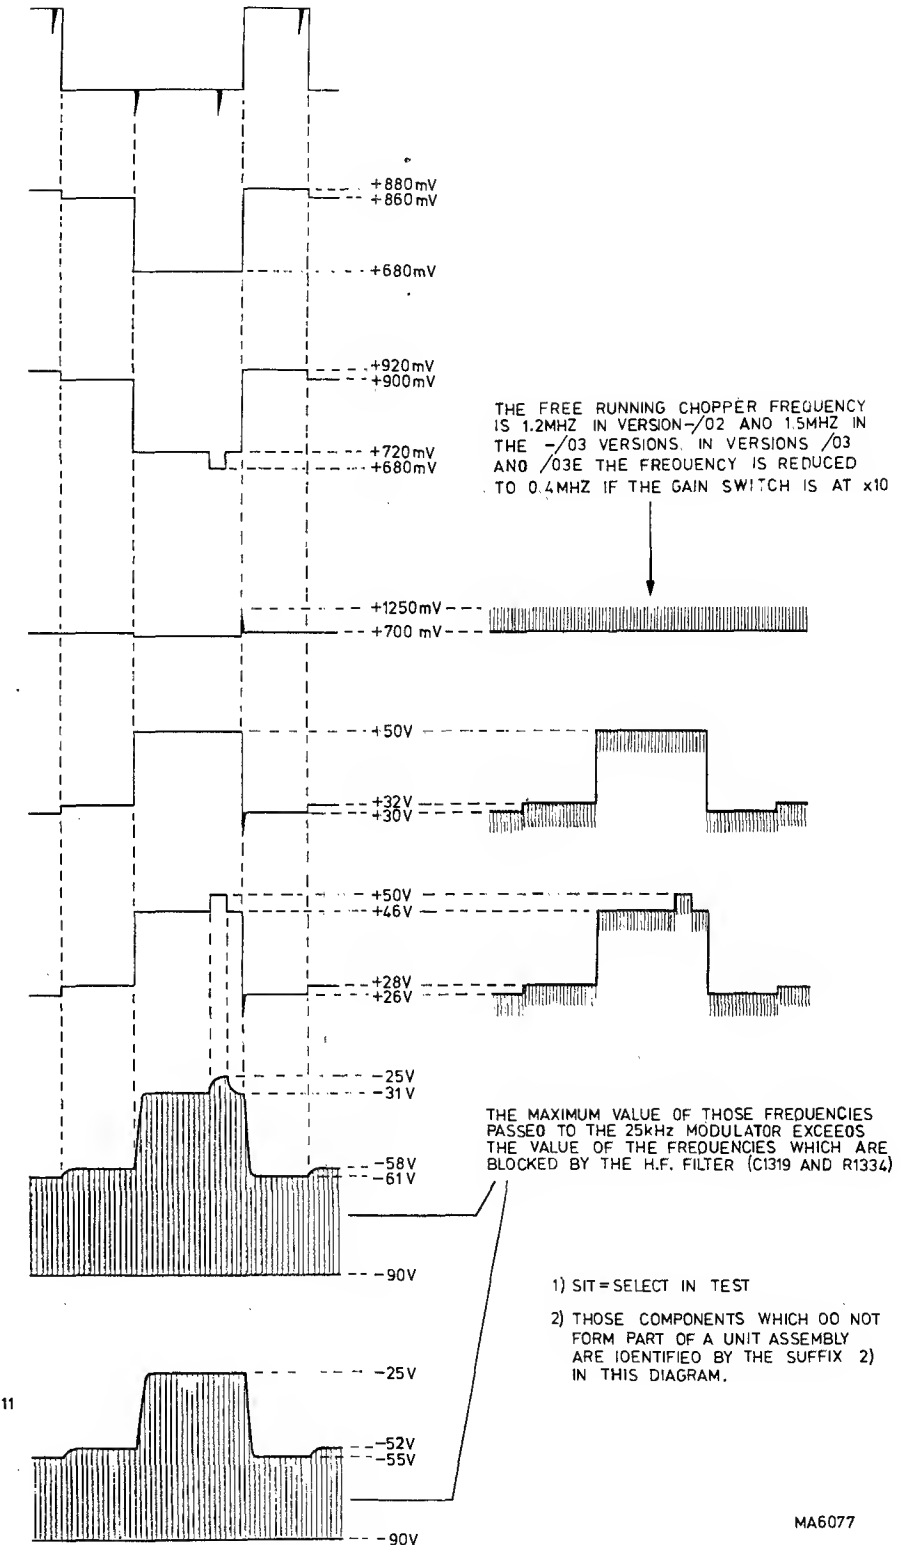 +880mV
+860mV
+680mV
+920mV
+900mV
+720mV
+680mV
THE FREE RUNNING CHOPPER FREQUENCY
IS 1.2MHZ IN VERSION-/02 ANO 1.5MHZ IN
THE -/03 VERSIONS. IN VERSIONS /03
ANO /03E THE FREQUENCY IS REDUCED
TO 0.4MHZ IF THE GAIN SWITCH IS AT x10
+1250mV
+700 mV
+50V
+32V
+30V
+50V
+46V
+28V
+26V
-25V
-31V
THE MAXIMUM VALUE OF THOSE FREQUENCIES
PASSEO TO THE 25kHz MODULATOR EXCEEOS
THE VALUE OF THE FREQUENCIES WHICH ARE
BLOCKED BY THE H.F. FILTER (C1319 AND R1334)
-58V
-61V
-90V
1) SIT=SELECT IN TEST
2) THOSE COMPONENTS WHICH OO NOT
FORM PART OF A UNIT ASSEMBLY
ARE IOENTIFIEO BY THE SUFFIX 2)
IN THIS DIAGRAM.
-25V
11
-52V
-55V
-90V
MA6077